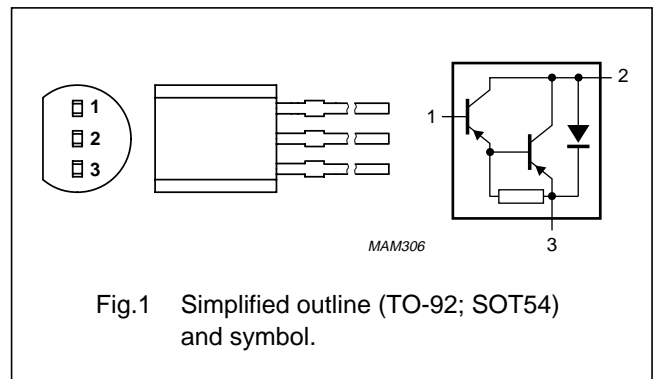 1
2
3
1
2
3
MAM306
Fig.1 Simplified outline (TO-92; SOT54)
and symbol.